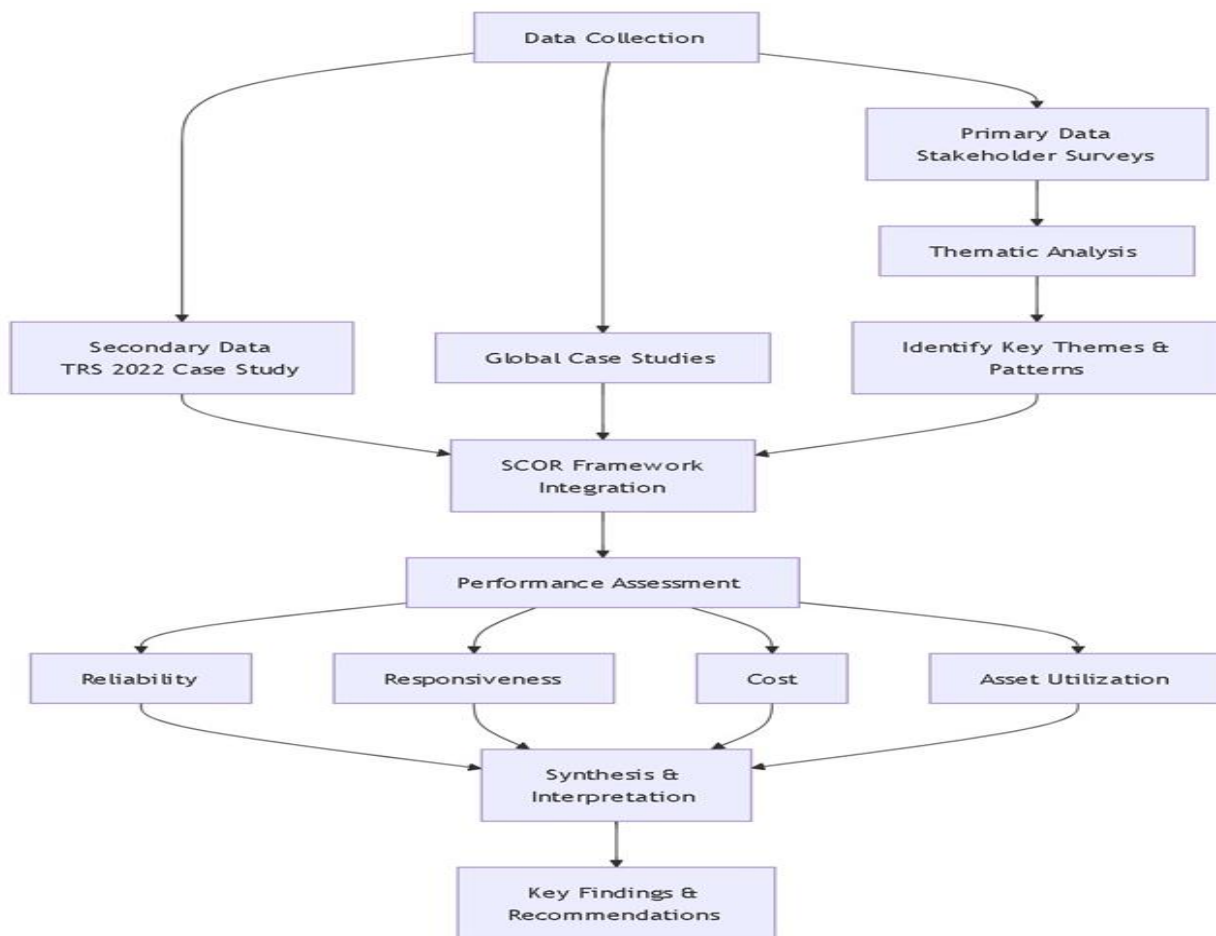 Data Collection
Primary Data
Stakeholder Surveys
Thematic Analysis
Secondary Data
TRS 2022 Case Study
Global Case Studies
Identify Key Themes &
Patterns
SCOR Framework
Integration
Performance Assessment
Reliability
Responsiveness
Cost
Asset Utilization
Synthesis &
Interpretation
Key Findings &
Recommendations